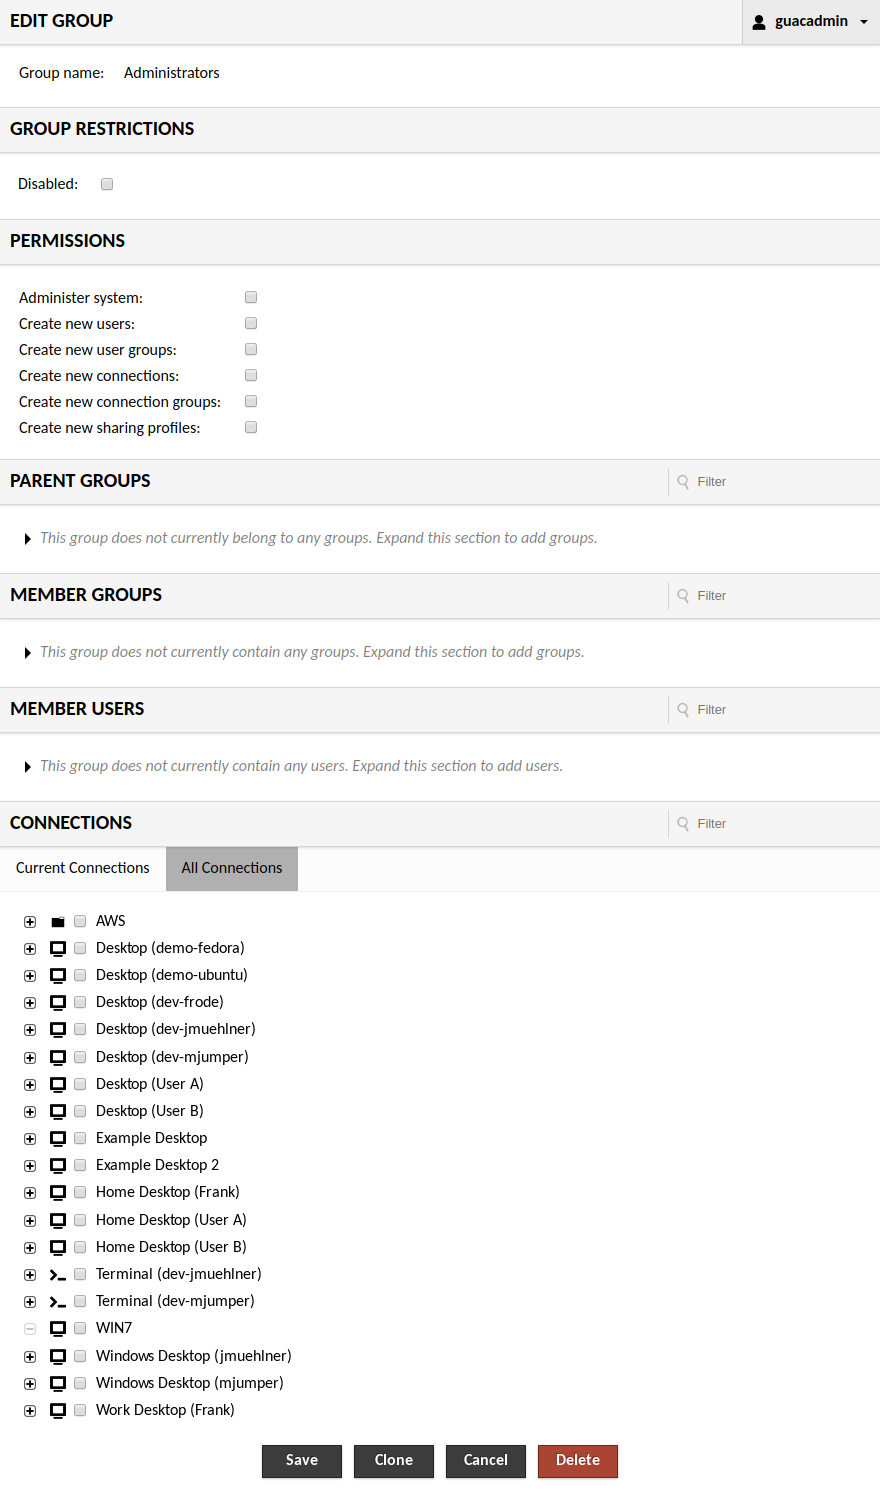 EDIT GROUP
guacadmin
Group name: Administrators
GROUP RESTRICTIONS
Disabled:
PERMISSIONS
Administer system:
Create new users:
Create new user groups:
Create new connections:
Create new connection groups:
Create new sharing profiles:
PARENT GROUPS
Filter
This group does not currently belong to any groups. Expand this section to add groups.
MEMBER GROUPS
Filter
This group does not currently contain any groups. Expand this section to add groups.
MEMBER USERS
Filter
This group does not currently contain any users. Expand this section to add users.
CONNECTIONS
Filter
Current Connections
All Connections
AWS
Desktop (demo-fedora)
Desktop (demo-ubuntu)
Desktop (dev-frode)
Desktop (dev-jmuehlner)
Desktop (dev-mjumper)
Desktop (User A)
Desktop (User B)
Example Desktop
Example Desktop 2
Home Desktop (Frank)
Home Desktop (User A)
Home Desktop (User B)
Terminal (dev-jmuehlner)
Terminal (dev-mjumper)
WIN7
Windows Desktop (jmuehlner)
Windows Desktop (mjumper)
Work Desktop (Frank)
Save
Clone
Cancel
Delete